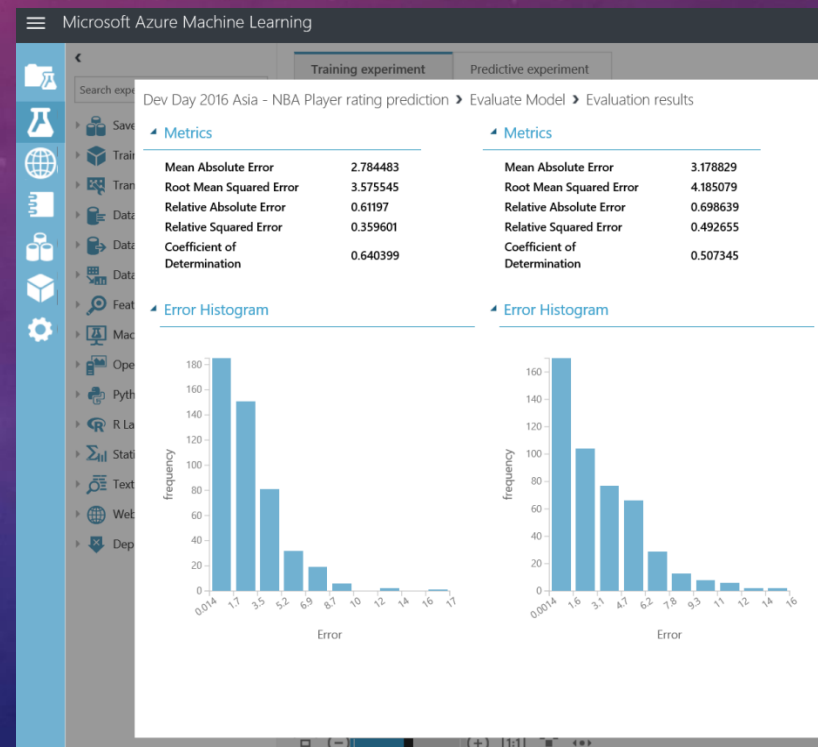 Microsoft Azure Machine Learning
Training experiment
Predictive experiment
Search expe
Dev Day 2016 Asia - NBA Player rating prediction > Evaluate Model > Evaluation results
Save
Trair
Tran
Data
Data
Data
Feat
Mac
Ope
Pyth
R La
Stati
Text
Web
Dep
Metrics
Mean Absolute Error 2.784483
Root Mean Squared Error 3.575545
Relative Absolute Error 0.61197
Relative Squared Error 0.359601
Coefficient of
Determination 0.640399
Error Histogram
180
160
140
120
100
80
60
40
20
0
frequency
0.014 1.7 3.5 5.2 6.9 8.7 10 12 14 16 17
Error
Metrics
Mean Absolute Error 3.178829
Root Mean Squared Error 4.185079
Relative Absolute Error 0.698639
Relative Squared Error 0.492655
Coefficient of
Determination 0.507345
Error Histogram
160
140
120
100
80
60
40
20
0
frequency
0.0014 1.6 3.1 4.7 6.2 7.8 9.3 11 12 14 16
Error